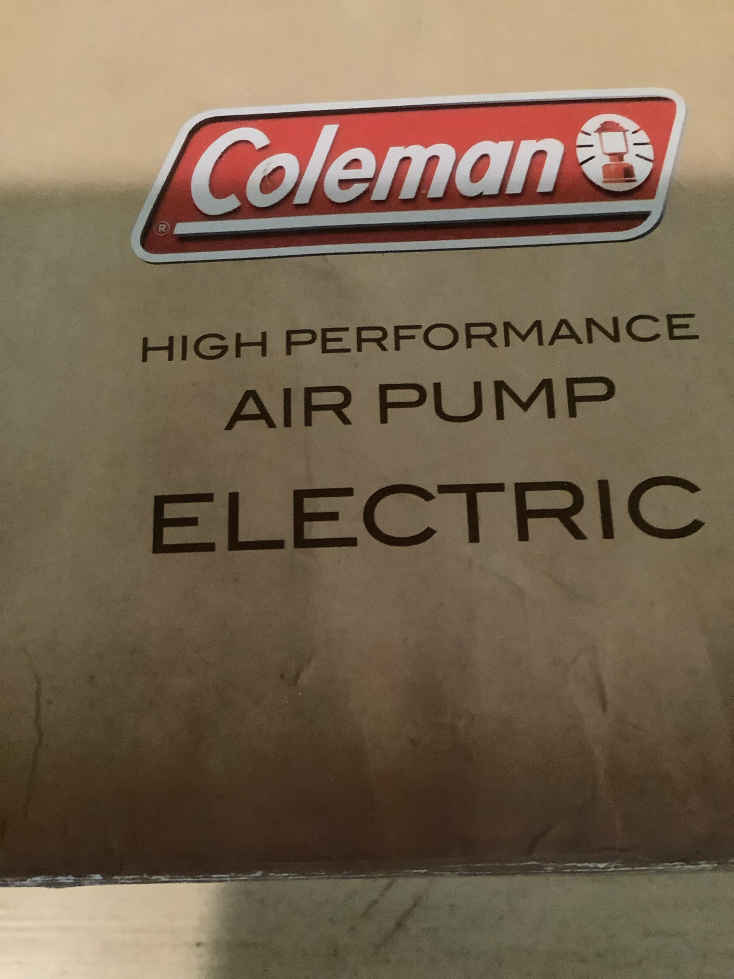 Coleman
®
HIGH PERFORMANCE
AIR PUMP
ELECTRIC